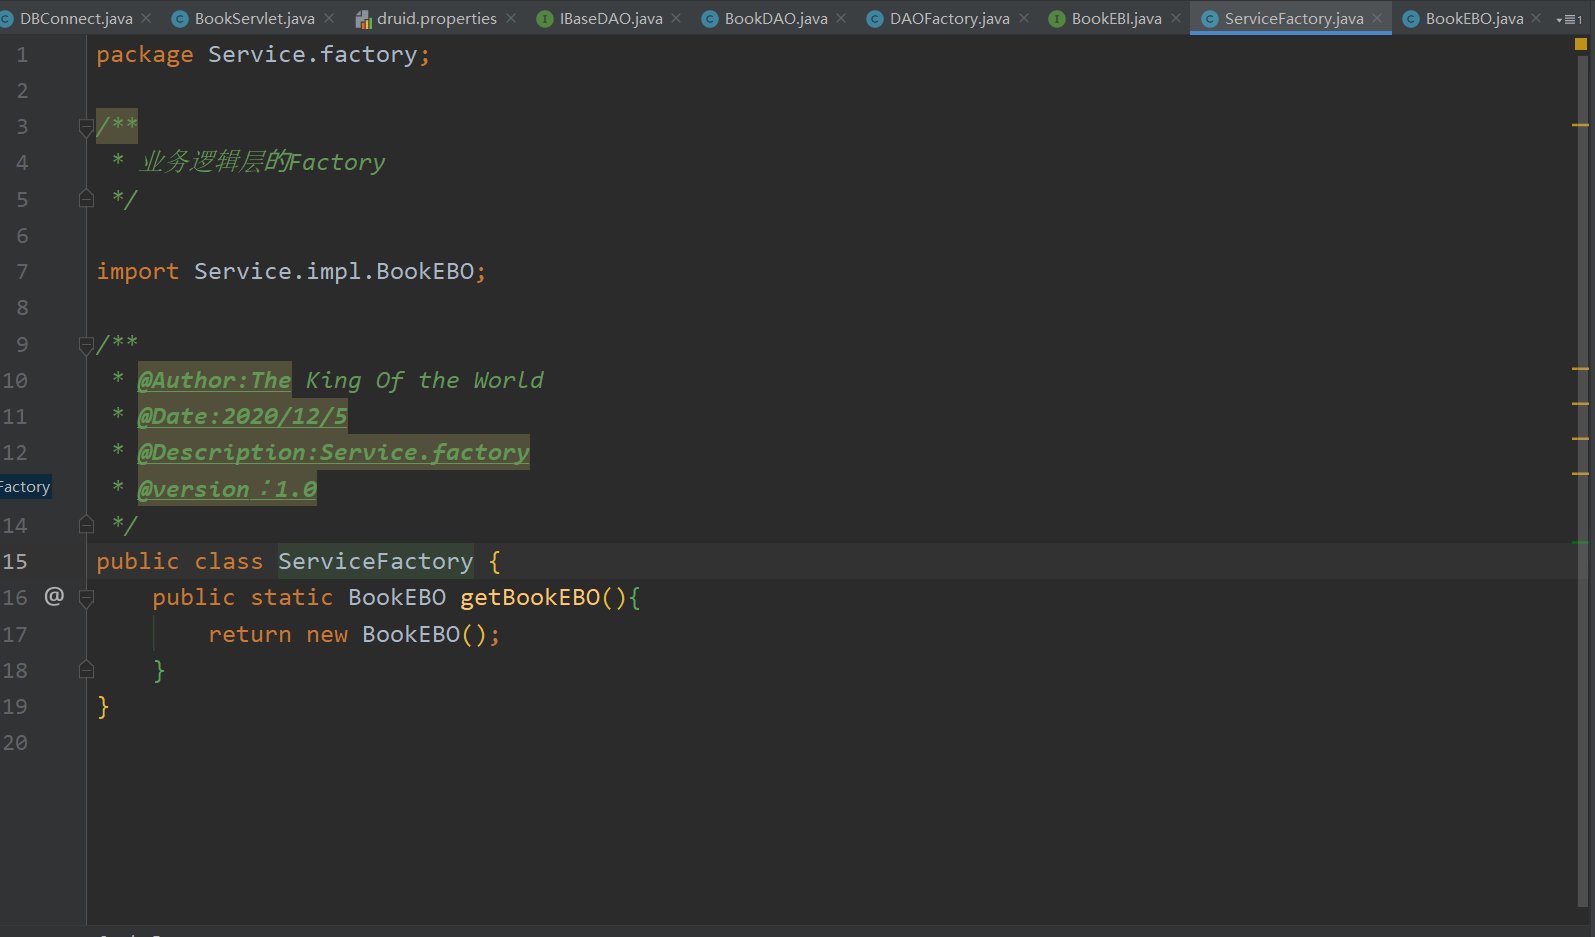 DBConnect.java BookServlet.java druid.properties IBaseDAO.java BookDAO.java DAOFactory.java BookEBI.java ServiceFactory.java BookEBO.java
1 package Service.factory;
2
3 /**
4 * 业务逻辑层的Factory
5 */
6
7 import Service.impl.BookEBO;
8
9 /**
10 * @Author:The King Of the World
11 * @Date:2020/12/5
12 * @Description:Service.factory
Factory * @version：1.0
14 */
15 public class ServiceFactory {
16 @ public static BookEBO getBookEBO(){
17 return new BookEBO();
18 }
19 }
20